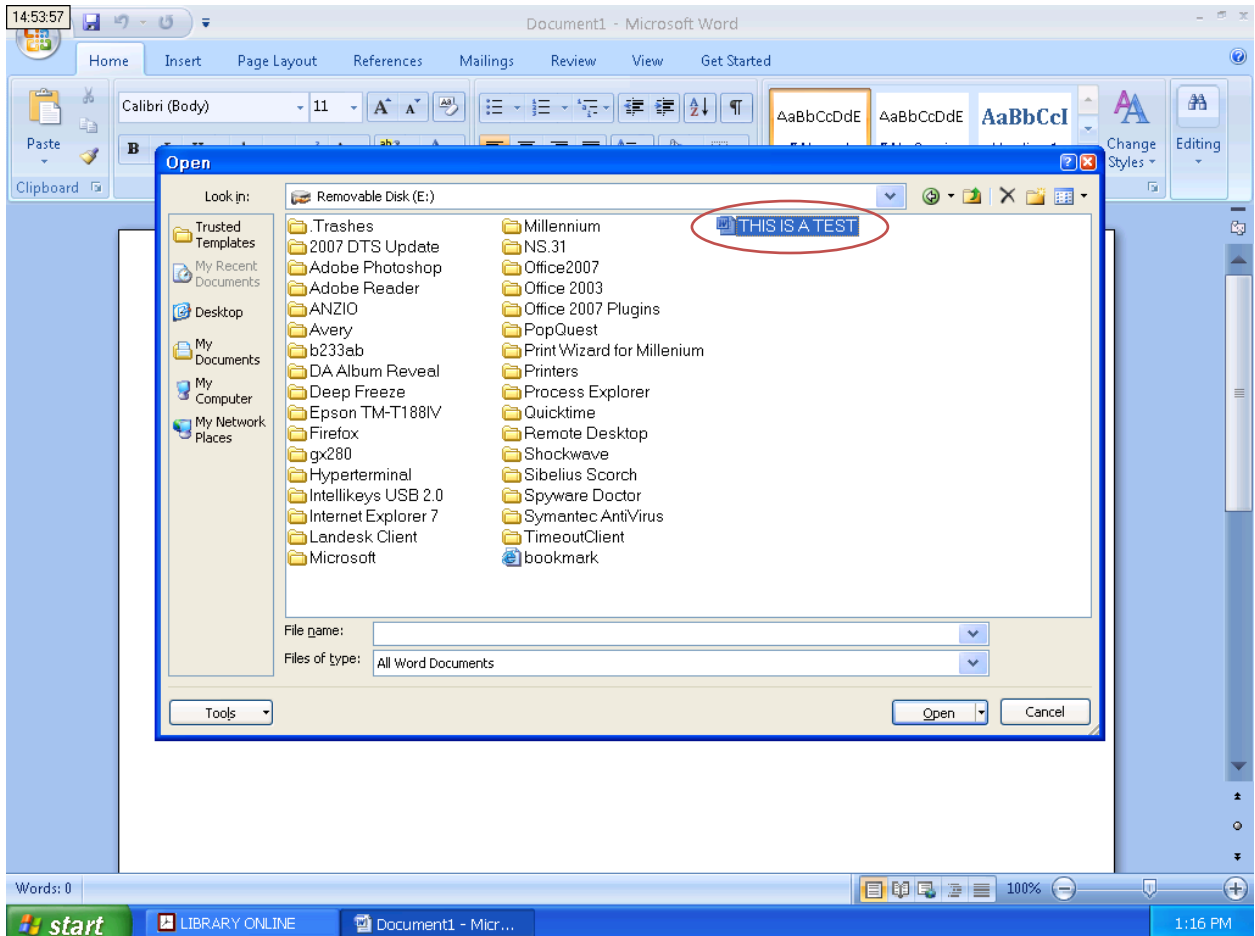 14:53:57
Document1 - Microsoft Word
Home Insert Page Layout References Mailings Review View Get Started
Calibri (Body) 11 A A Aa
AaBbCcDdE AaBbCcDdE AaBbCcI
Paste
B
Change Styles
Editing
Clipboard
Open
Look in: Removable Disk (E:)
Trusted Templates
My Recent Documents
Desktop
My Documents
My Computer
My Network Places
.Trashes
2007 DTS Update
Adobe Photoshop
Adobe Reader
ANZIO
Avery
b233ab
DA Album Reveal
Deep Freeze
Epson TM-T188IV
Firefox
gx280
Hyperterminal
Intellikeys USB 2.0
Internet Explorer 7
Landesk Client
Microsoft
Millennium
NS.31
Office2007
Office 2003
Office 2007 Plugins
PopQuest
Print Wizard for Millenium
Printers
Process Explorer
Quicktime
Remote Desktop
Shockwave
Sibelius Scorch
Spyware Doctor
Symantec AntiVirus
TimeoutClient
bookmark
THIS IS A TEST
File name:
Files of type: All Word Documents
Tools Open Cancel
Words: 0 100%
start LIBRARY ONLINE Document1 - Micr... 1:16 PM